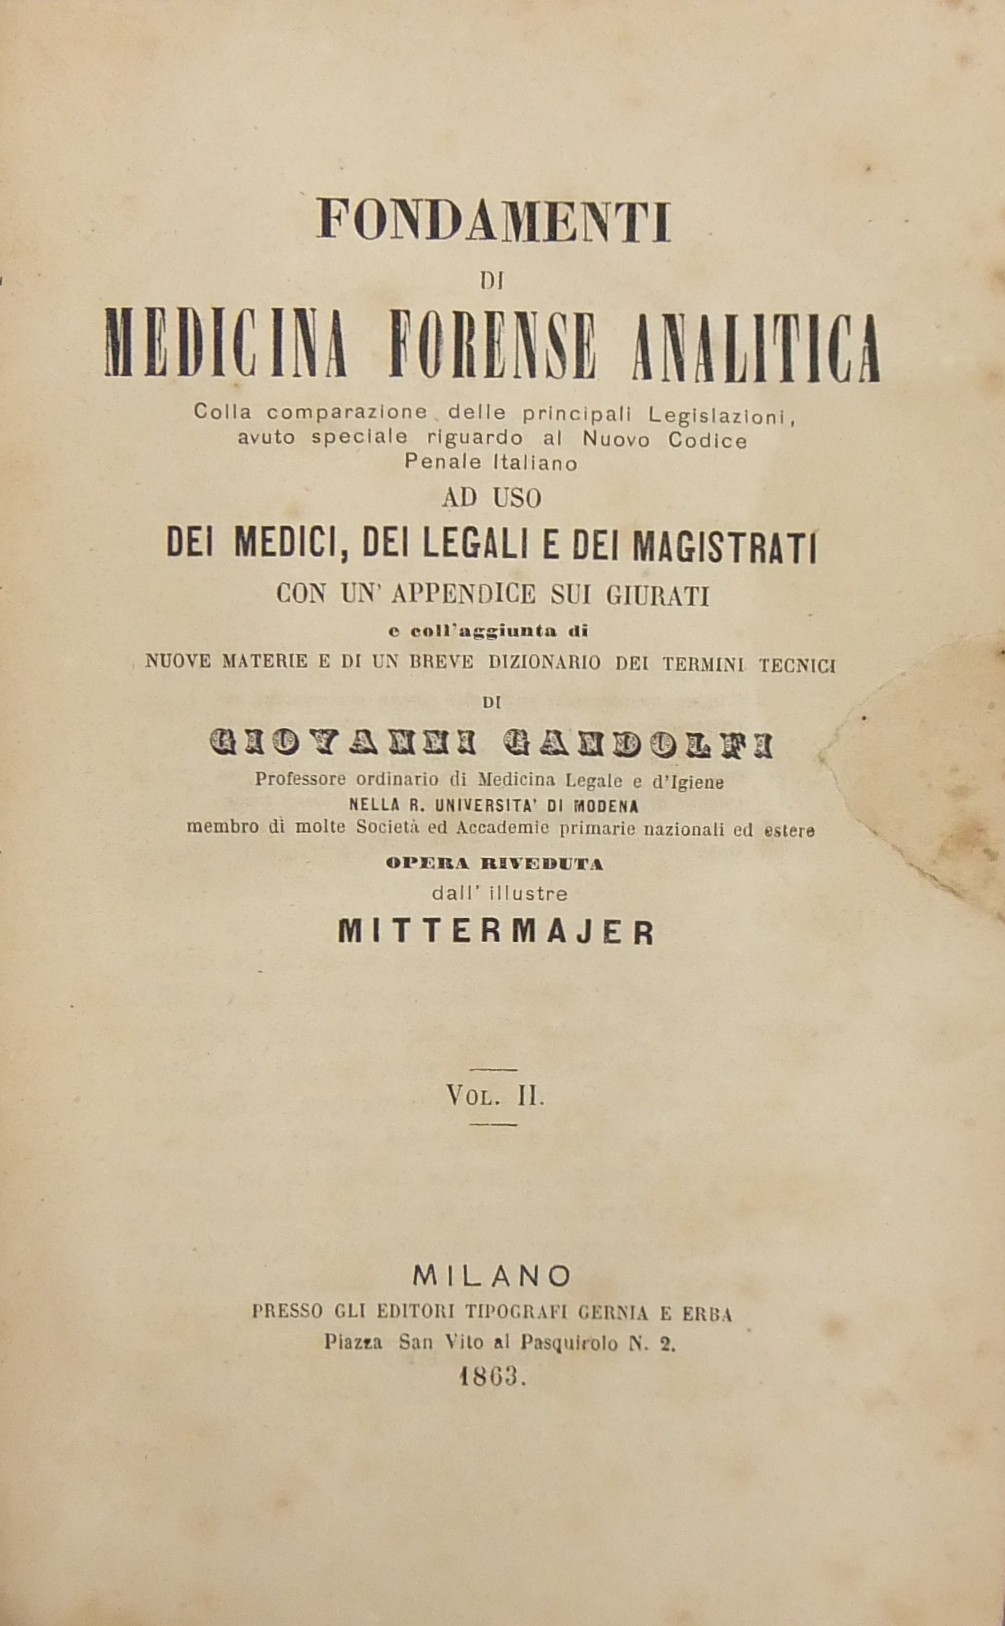 FONDAMENTI
DI
MEDICINA FORENSE ANALITICA
Colla comparazione delle principali Legislazioni,
avuto speciale riguardo al Nuovo Codice
Penale Italiano
AD USO
DEI MEDICI, DEI LEGALI E DEI MAGISTRATI
CON UN' APPENDICE SUI GIURATI
e coll'aggiunta di
NUOVE MATERIE E DI UN BREVE DIZIONARIO DEI TERMINI TECNICI
DI
GIOVANNI GANDOLFI
Professore ordinario di Medicina Legale e d'Igiene
NELLA R. UNIVERSITA' DI MODENA
membro di molte Società ed Accademie primarie nazionali ed estere
OPERA RIVEDUTA
dall' illustre
MITTERMAJER
VOL. II.
MILANO
PRESSO GLI EDITORI TIPOGRAFI GERNIA E ERBA
Piazza San Vito al Pasquirolo N. 2.
1863.